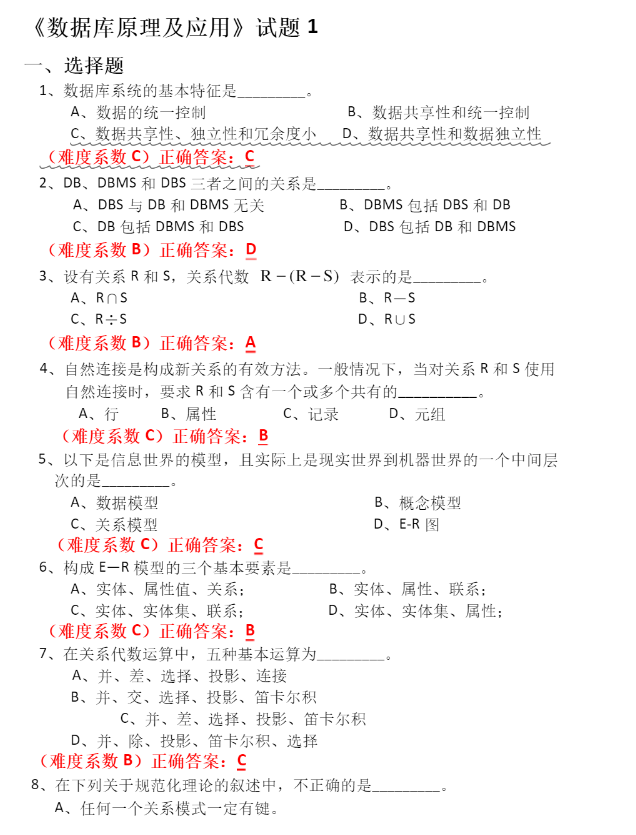 《数据库原理及应用》试题 1
一、选择题
1、数据库系统的基本特征是_________。
A、数据的统一控制 B、数据共享性和统一控制
C、数据共享性、独立性和冗余度小 D、数据共享性和数据独立性
（难度系数 C）正确答案：C
2、DB、DBMS 和 DBS 三者之间的关系是_________。
A、DBS 与 DB 和 DBMS 无关 B、DBMS 包括 DBS 和 DB
C、DB 包括 DBMS 和 DBS D、DBS 包括 DB 和 DBMS
（难度系数 B）正确答案：D
3、设有关系 R 和 S，关系代数 R－(R－S) 表示的是_________。
A、R∩S B、R—S
C、R÷S D、R∪S
（难度系数 B）正确答案：A
4、自然连接是构成新关系的有效方法。一般情况下，当对关系 R 和 S 使用
自然连接时，要求 R 和 S 含有一个或多个共有的__________。
A、行 B、属性 C、记录 D、元组
（难度系数 C）正确答案：B
5、以下是信息世界的模型，且实际上是现实世界到机器世界的一个中间层
次的是_________。
A、数据模型 B、概念模型
C、关系模型 D、E-R 图
（难度系数 C）正确答案：C
6、构成 E—R 模型的三个基本要素是_________。
A、实体、属性值、关系； B、实体、属性、联系；
C、实体、实体集、联系； D、实体、实体集、属性；
（难度系数 C）正确答案：B
7、在关系代数运算中，五种基本运算为_________。
A、并、差、选择、投影、连接
B、并、交、选择、投影、笛卡尔积
C、并、差、选择、投影、笛卡尔积
D、并、除、投影、笛卡尔积、选择
（难度系数 B）正确答案：C
8、在下列关于规范化理论的叙述中，不正确的是_________。
A、任何一个关系模式一定有键。